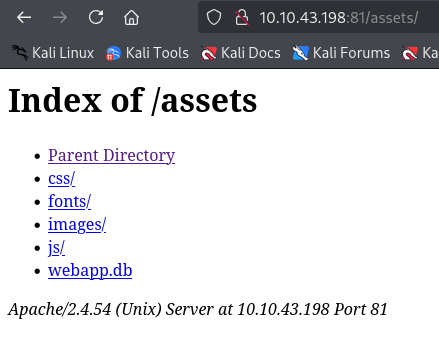 10.10.43.198:81/assets/
Kali Linux Kali Tools Kali Docs Kali Forums Ka
Index of /assets
• Parent Directory
• css/
• fonts/
• images/
• js/
• webapp.db
Apache/2.4.54 (Unix) Server at 10.10.43.198 Port 81